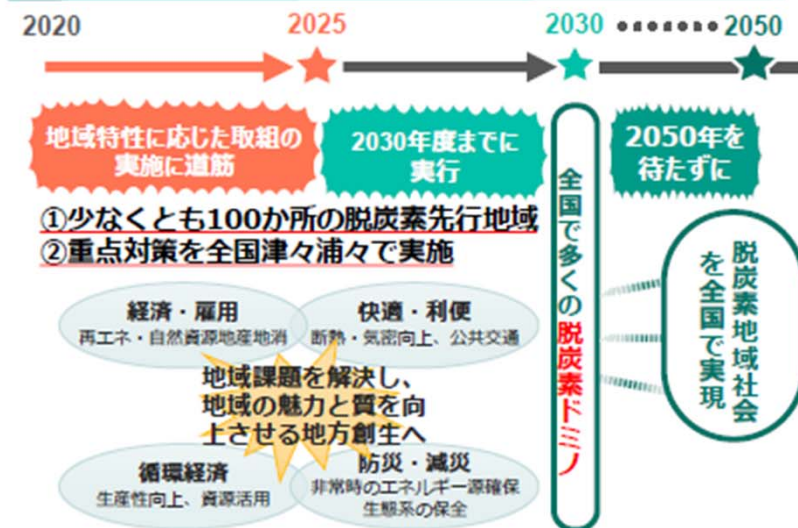 2020
2025
2030
2050
地域特性に応じた取組の
実施に道筋
2030年度までに
実行
2050年を
待たずに
①少なくとも100か所の脱炭素先行地域
②重点対策を全国津々浦々で実施
経済・雇用
再エネ・自然資源地産地消
快適・利便
断熱・気密向上、公共交通
地域課題を解決し、
地域の魅力と質を向
上させる地方創生へ
循環経済
生産性向上、資源活用
防災・減災
非常時のエネルギー源確保
生態系の保全
全国で多くの脱炭素ドミノ
脱炭素地域社会
を全国で実現